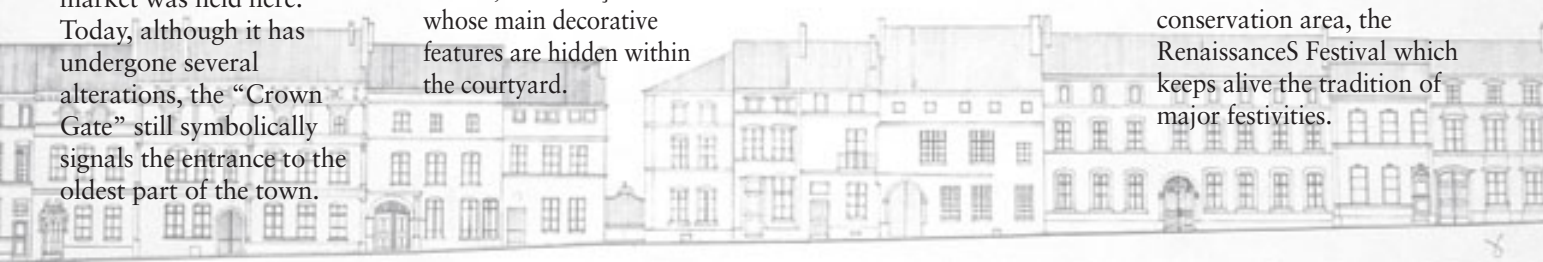 market was held here.
Today, although it has
undergone several
alterations, the “Crown
Gate” still symbolically
signals the entrance to the
oldest part of the town.
whose main decorative
features are hidden within
the courtyard.
conservation area, the
RenaissanceS Festival which
keeps alive the tradition of
major festivities.